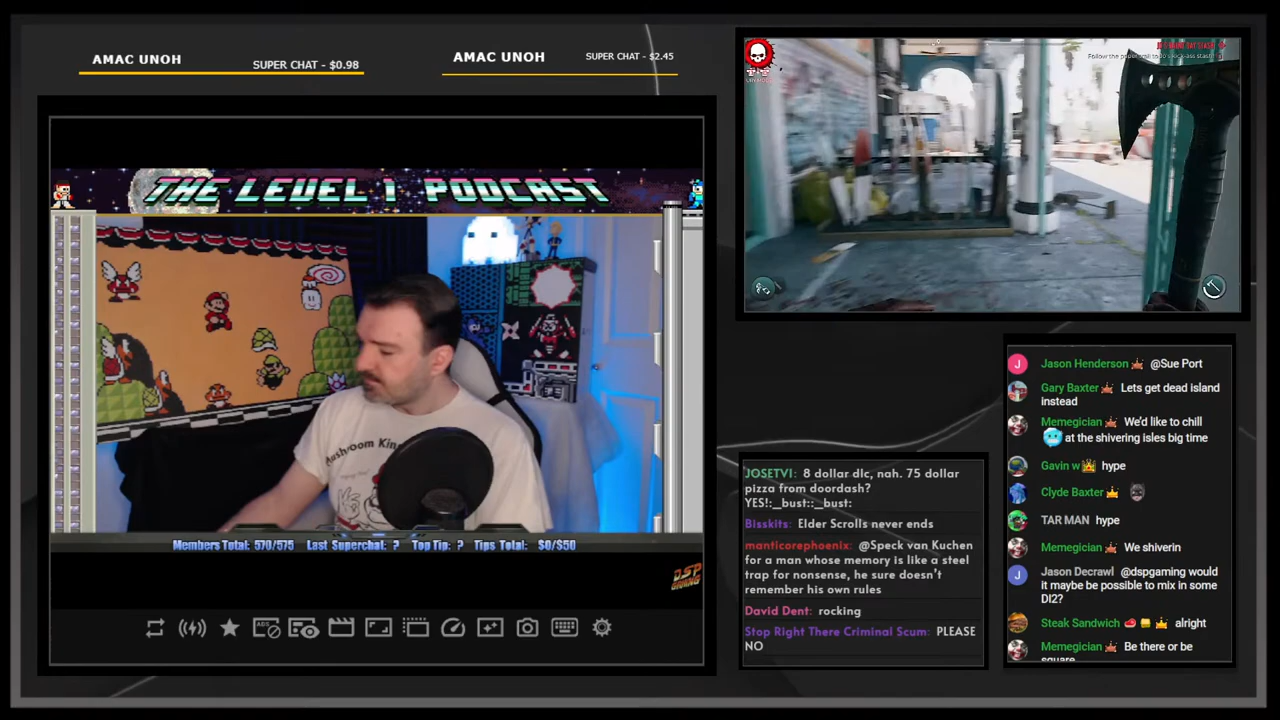 AMAC UNOH
SUPER CHAT - $0.98
AMAC UNOH
SUPER CHAT - $2.45
THE LEVEL 1 PODCAST
Mushroom
Members Total: 570/575 Last Superchat: ? Top Tip: ? Tips Total: $0/$50
DSP
GAMING
JOSETVI: 8 dollar dlc, nah. 75 dollar
pizza from doordash?
YES!:_bust::_bust:
Bisskits: Elder Scrolls never ends
manticorephoenix: @Speck van Kuchen
for a man whose memory is like a steel
trap for nonsense, he sure doesn't
remember his own rules
David Dent: rocking
Stop Right There Criminal Scum: PLEASE
NO
J Jason Henderson @Sue Port
Gary Baxter Lets get dead island
instead
Memegician We'd like to chill
at the shivering isles big time
Gavin w hype
Clyde Baxter
TAR MAN hype
Memegician We shiverin
J Jason Decrawl @dspgaming would
it maybe be possible to mix in some
DI2?
Steak Sandwich alright
Memegician Be there or be
square